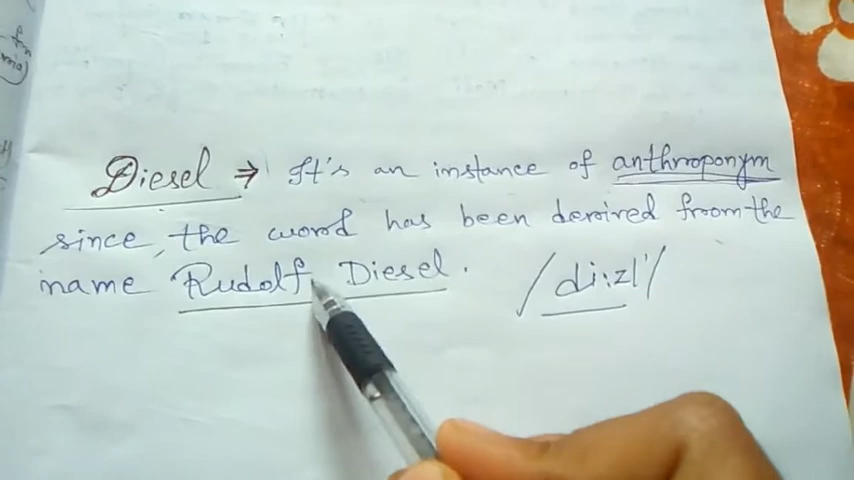 Diesel ⇒ It's an instance of anthroponym
since, the word has been derived from the
name Rudolf Diesel. /di:zl'/